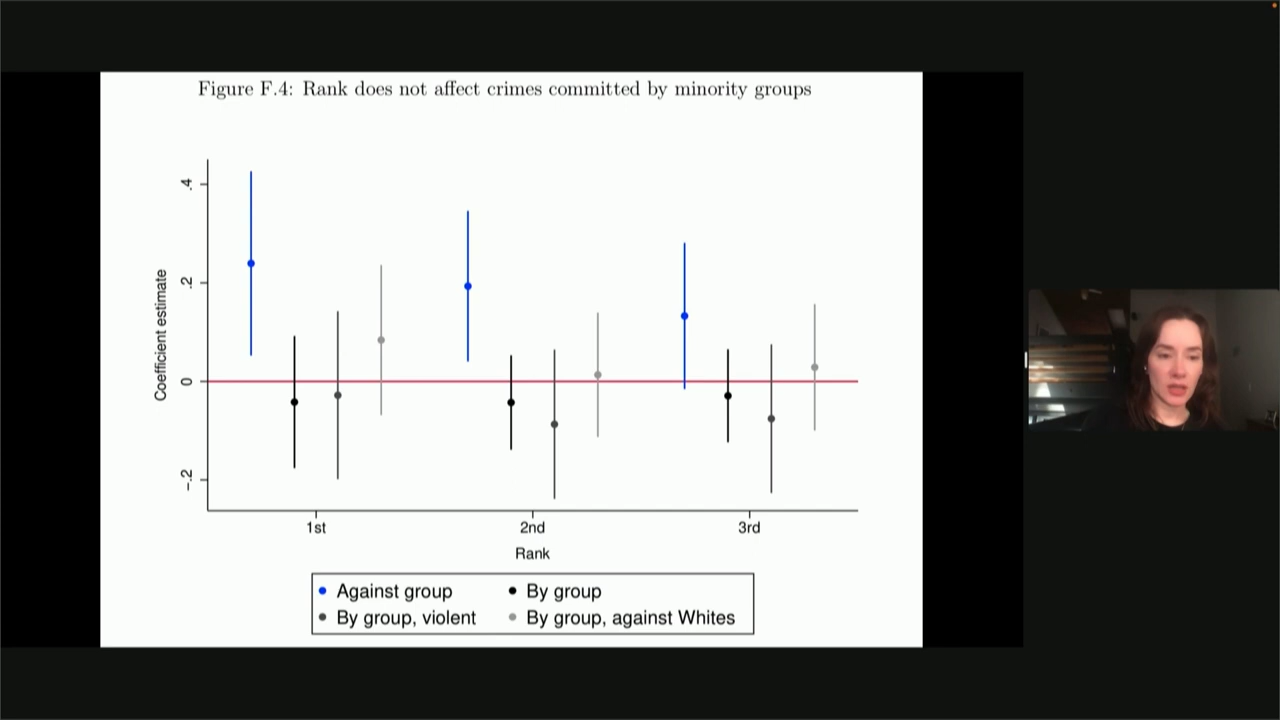 Figure F.4: Rank does not affect crimes committed by minority groups
.4
.2
0
-.2
Coefficient estimate
1st 2nd 3rd
Rank
Against group By group
By group, violent By group, against Whites